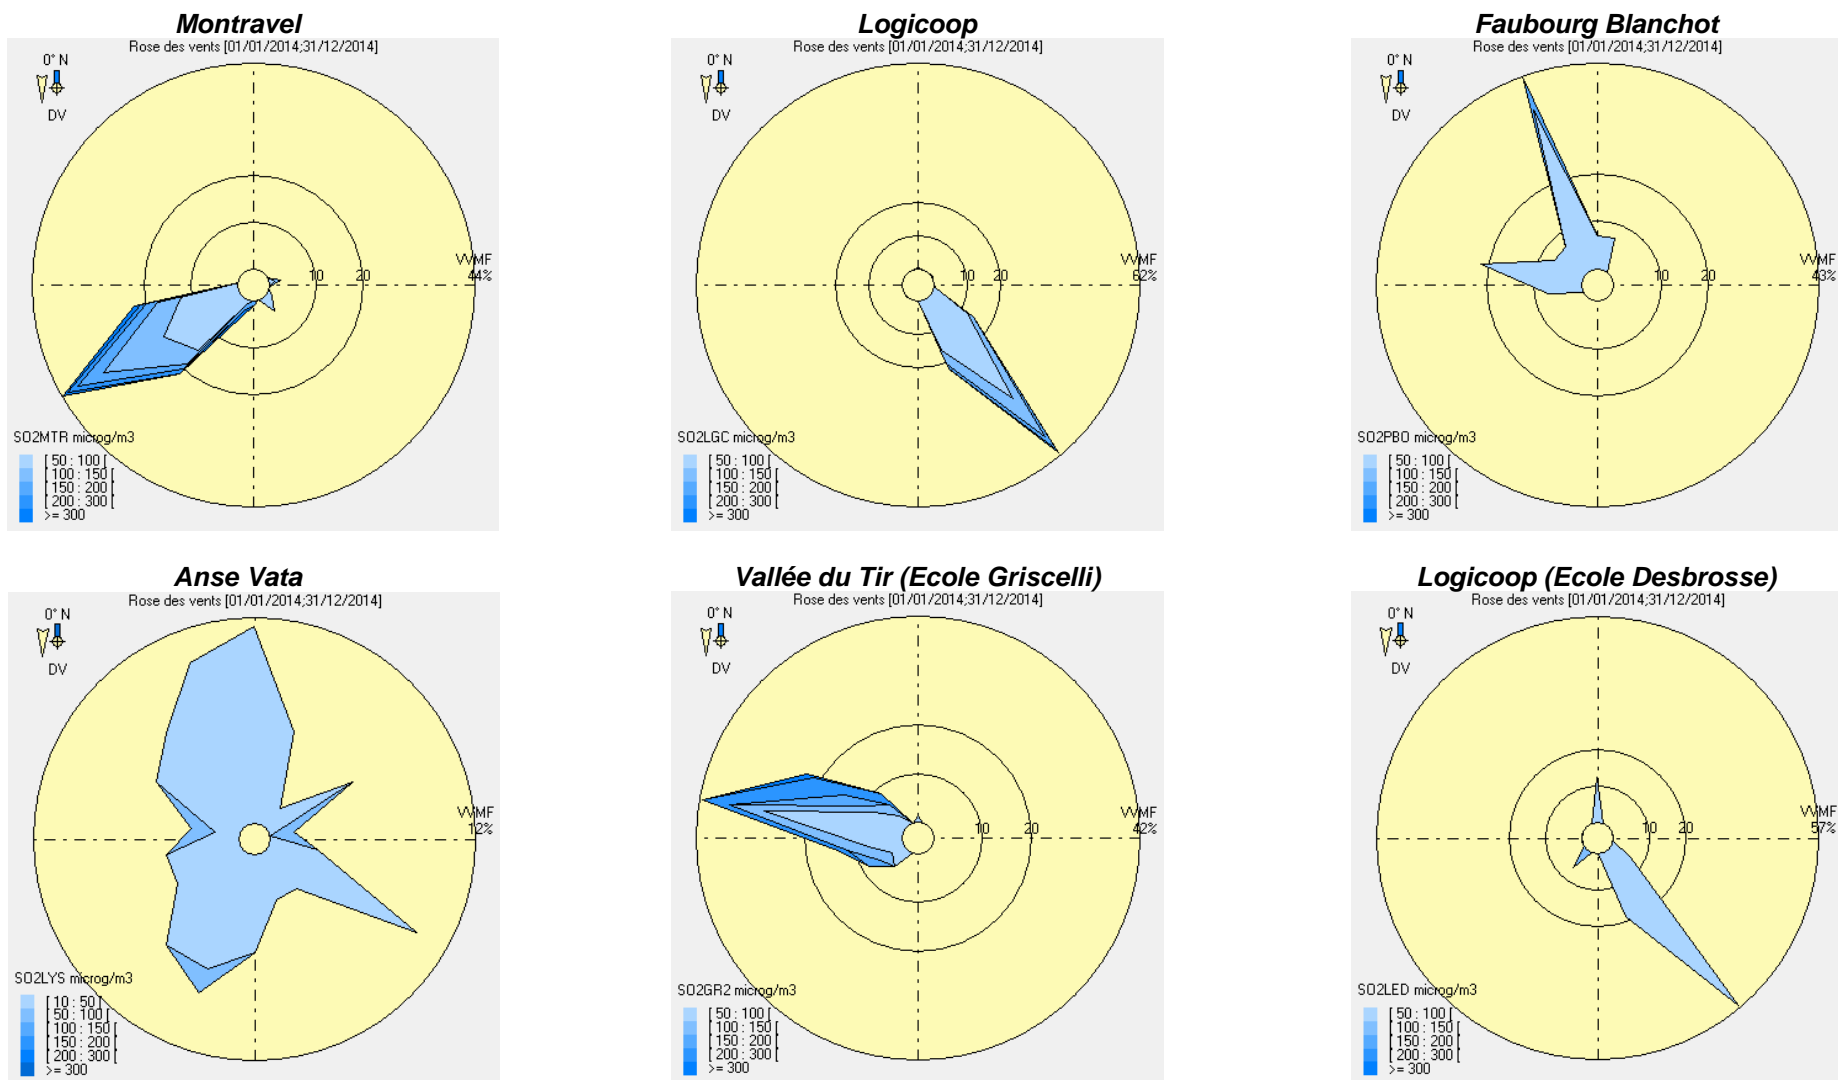 Montravel
Rose des vents [01/01/2014;31/12/2014]
0° N
DV
VVMF
44%
10
20
SO2MTR microg/m3
[ 50 : 100 [
[ 100 : 150 [
[ 150 : 200 [
[ 200 : 300 [
>= 300
Logicoop
Rose des vents [01/01/2014;31/12/2014]
0° N
DV
VVMF
62%
10
20
SO2LGC microg/m3
[ 50 : 100 [
[ 100 : 150 [
[ 150 : 200 [
[ 200 : 300 [
>= 300
Faubourg Blanchot
Rose des vents [01/01/2014;31/12/2014]
0° N
DV
VVMF
43%
10
20
SO2PBO microg/m3
[ 50 : 100 [
[ 100 : 150 [
[ 150 : 200 [
[ 200 : 300 [
>= 300
Anse Vata
Rose des vents [01/01/2014;31/12/2014]
0° N
DV
VVMF
12%
SO2LYS microg/m3
[ 10 : 50 [
[ 50 : 100 [
[ 100 : 150 [
[ 150 : 200 [
[ 200 : 300 [
>= 300
Vallée du Tir (Ecole Griscelli)
Rose des vents [01/01/2014;31/12/2014]
0° N
DV
VVMF
42%
10
20
SO2GR2 microg/m3
[ 50 : 100 [
[ 100 : 150 [
[ 150 : 200 [
[ 200 : 300 [
>= 300
Logicoop (Ecole Desbrosse)
Rose des vents [01/01/2014;31/12/2014]
0° N
DV
VVMF
57%
10
20
SO2LED microg/m3
[ 50 : 100 [
[ 100 : 150 [
[ 150 : 200 [
[ 200 : 300 [
>= 300